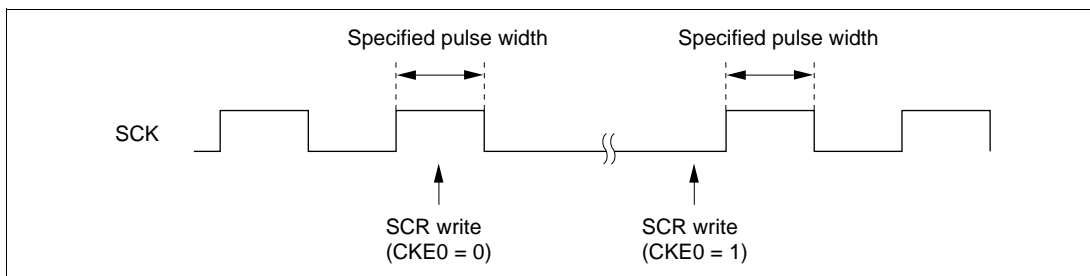 Specified pulse width
Specified pulse width
SCK
SCR write
(CKE0 = 0)
SCR write
(CKE0 = 1)